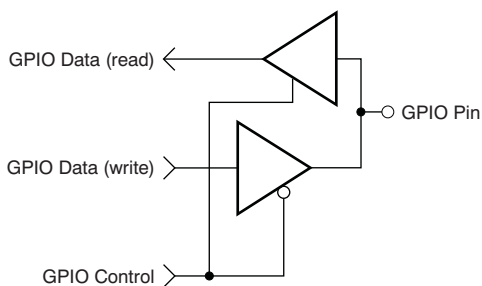 GPIO Data (read)
GPIO Pin
GPIO Data (write)
GPIO Control